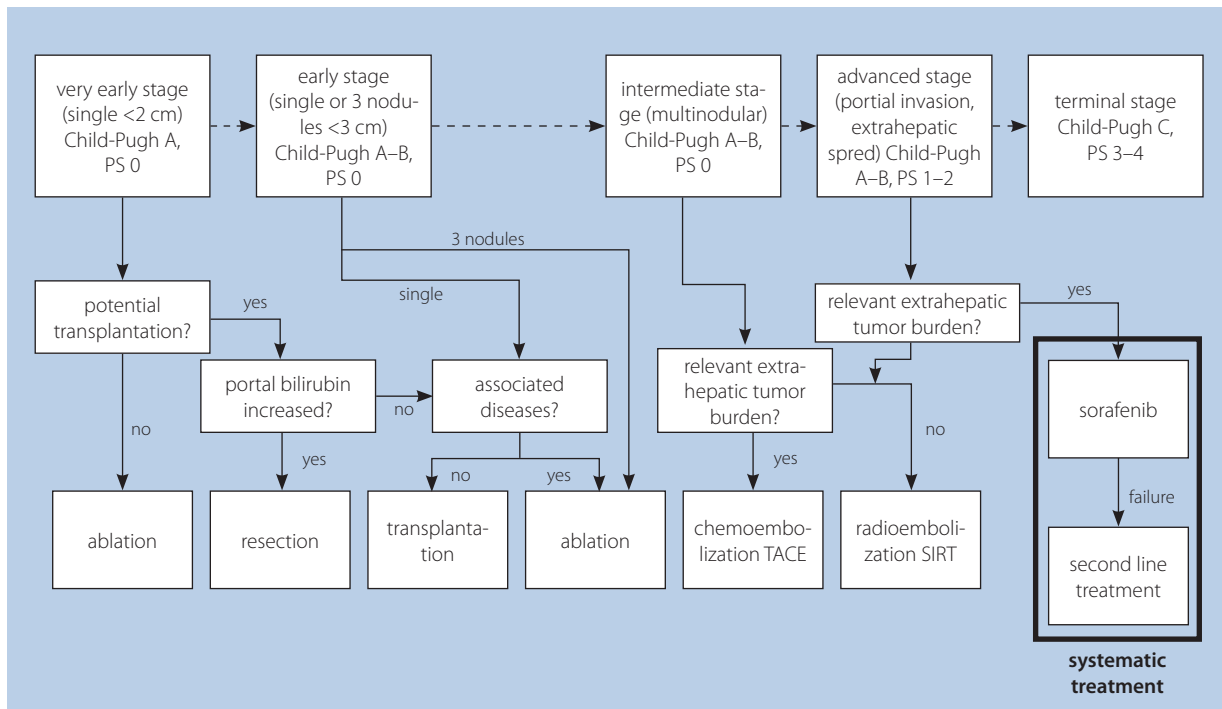 very early stage
(single <2 cm)
Child-Pugh A,
PS 0
early stage
(single or 3 nodu-
les <3 cm)
Child-Pugh A–B,
PS 0
intermediate sta-
ge (multinodular)
Child-Pugh A–B,
PS 0
advanced stage
(portial invasion,
extrahepatic
spred) Child-Pugh
A–B, PS 1–2
terminal stage
Child-Pugh C,
PS 3–4
3 nodules
single
potential
transplantation?
yes
relevant extrahepatic
tumor burden?
yes
portal bilirubin
increased?
no
associated
diseases?
relevant extra-
hepatic tumor
burden?
sorafenib
no
yes
no
yes
yes
no
failure
ablation
resection
transplanta-
tion
ablation
chemoembo-
lization TACE
radioemboli-
zation SIRT
second line
treatment
systematic
treatment